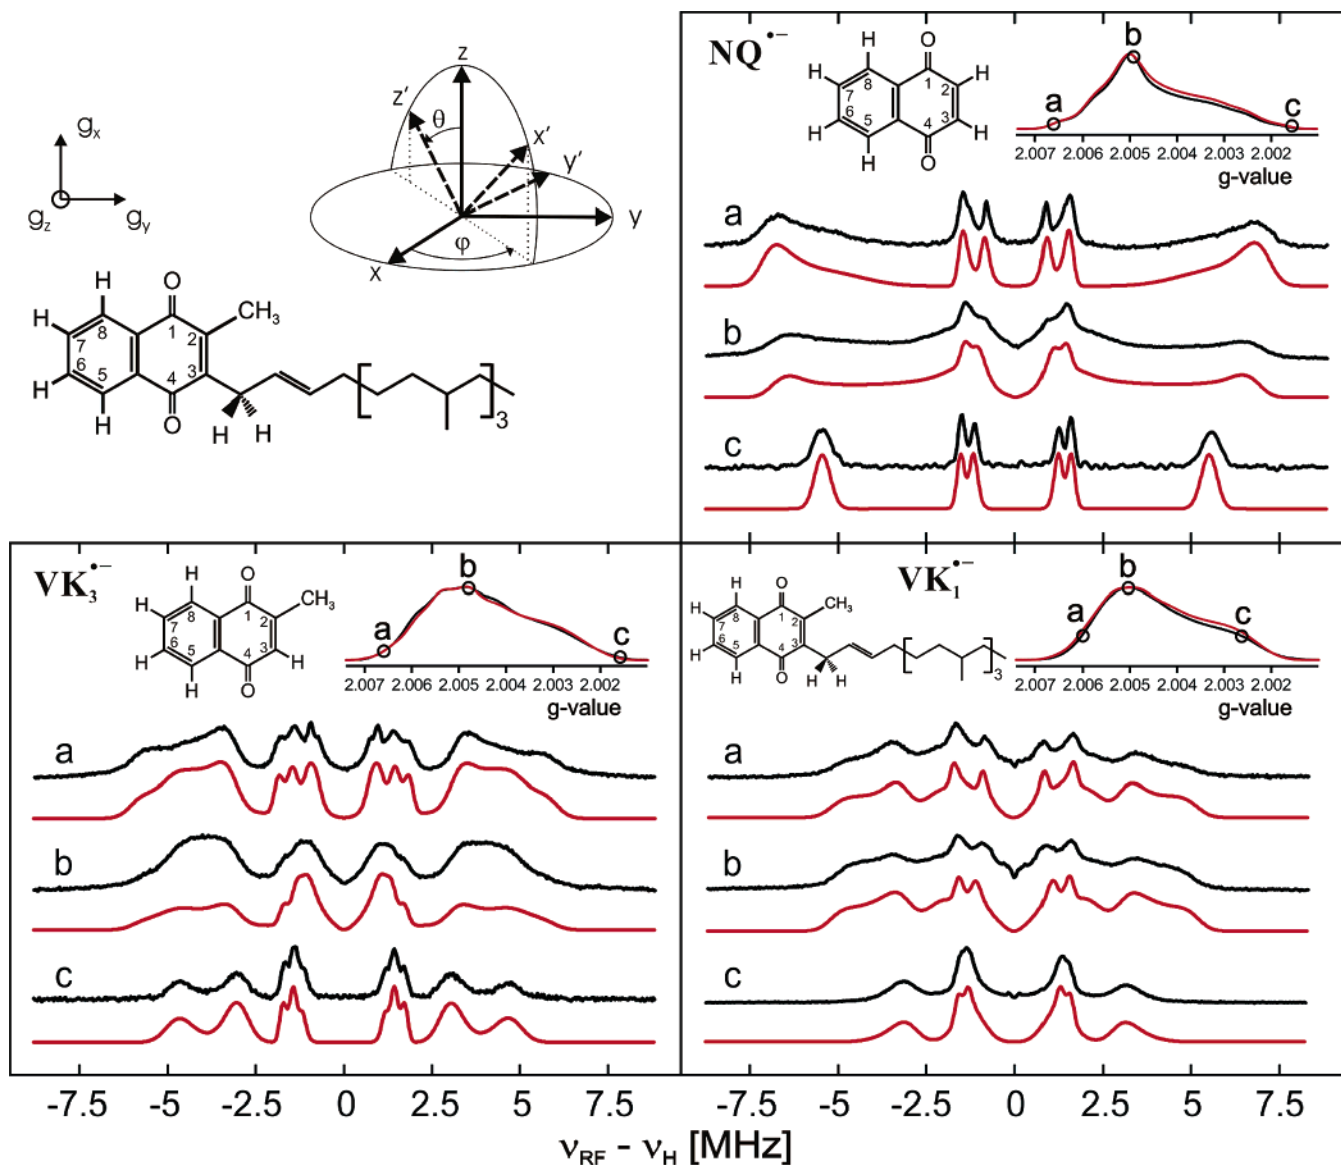 g_x
g_z g_y
z
z′ θ x′
y′
y
φ
x
H O
8 1 CH₃
H 7 2
H 6 3
5 4
H O H H 3
NQ•−
H O
H 8 1 H
7 2
6 3
H 5 4 H
H O
b
a c
2.007 2.006 2.005 2.004 2.003 2.002
g-value
a
b
c
VK₃•−
H O
H 8 1 CH₃
7 2
6 3
H 5 4 H
H O
b
a c
2.007 2.006 2.005 2.004 2.003 2.002
g-value
a
b
c
VK₁•−
H O
H 8 1 CH₃
7 2
6 3
H 5 4 3
H O H H
b
a c
2.007 2.006 2.005 2.004 2.003 2.002
g-value
a
b
c
-7.5 -5 -2.5 0 2.5 5 7.5 -7.5 -5 -2.5 0 2.5 5 7.5
ν_RF - ν_H [MHz]